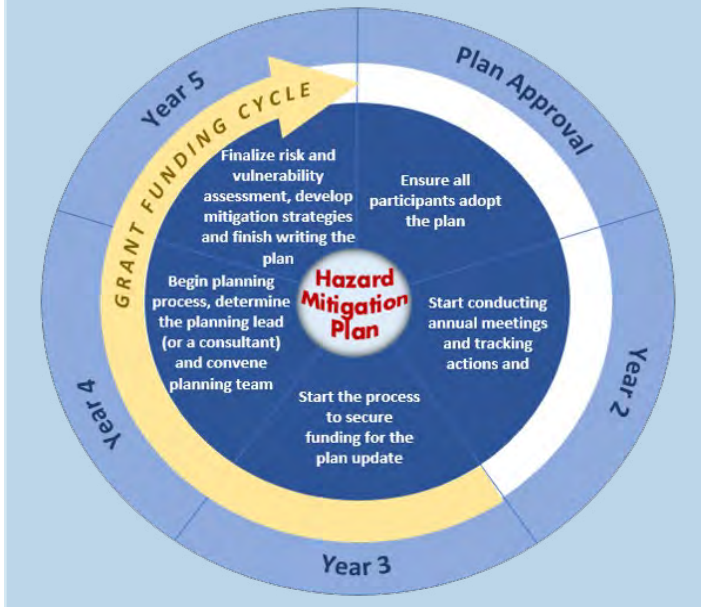 Plan Approval
Ensure all
participants adopt
the plan
Year 2
Start conducting
annual meetings
and tracking
actions and
Year 3
Start the process
to secure
funding for the
plan update
Year 4
Begin planning
process, determine
the planning lead
(or a consultant)
and convene
planning team
Year 5
Finalize risk and
vulnerability
assessment, develop
mitigation strategies
and finish writing the
plan
GRANT FUNDING CYCLE
Hazard
Mitigation
Plan